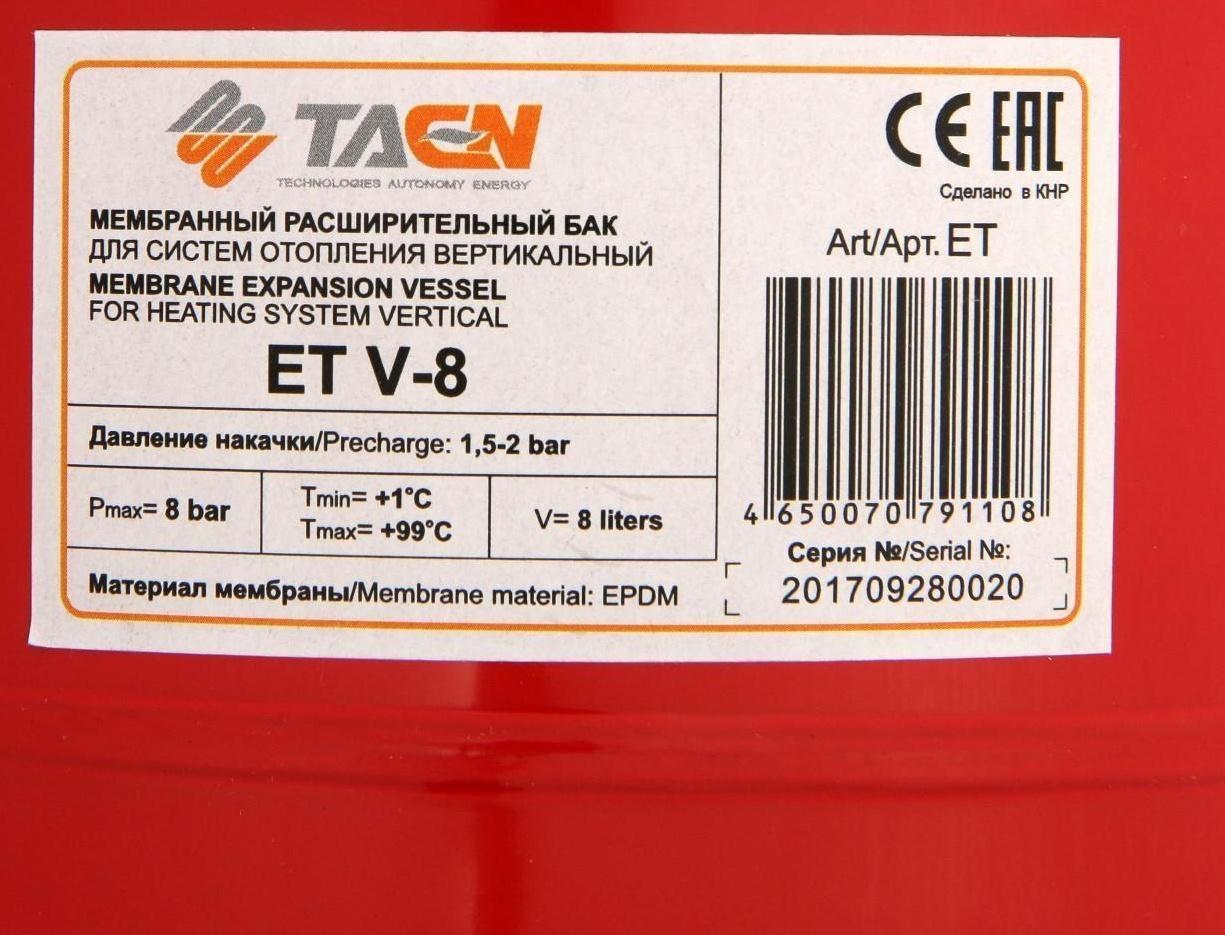 TAEN
TECHNOLOGIES AUTONOMY ENERGY
МЕМБРАННЫЙ РАСШИРИТЕЛЬНЫЙ БАК
ДЛЯ СИСТЕМ ОТОПЛЕНИЯ ВЕРТИКАЛЬНЫЙ
MEMBRANE EXPANSION VESSEL
FOR HEATING SYSTEM VERTICAL
ET V-8
Давление накачки/Precharge: 1,5-2 bar
Pmax= 8 bar
Tmin= +1°C
Tmax= +99°C
V= 8 liters
Материал мембраны/Membrane material: EPDM
CE EAC
Сделано в КНР
Art/Арт. ET
4 650070 791108
Серия №/Serial №:
201709280020